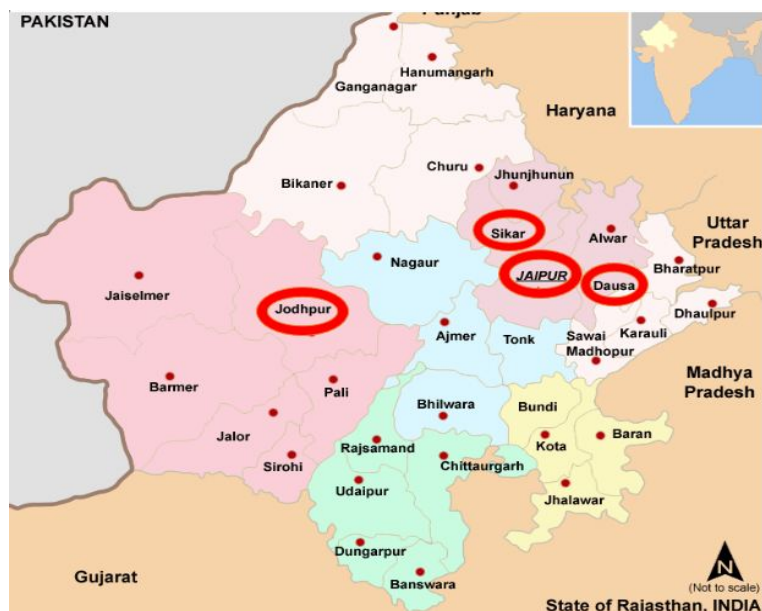 Punjab
PAKISTAN
Hanumangarh
Ganganagar
Haryana
Churu
Jhunjhunun
Bikaner
Sikar
Alwar
Uttar
Pradesh
Nagaur
JAIPUR
Bharatpur
Jaiselmer
Dausa
Jodhpur
Dhaulpur
Ajmer
Tonk
Sawai
Madhopur
Karauli
Madhya
Pradesh
Barmer
Pali
Bhilwara
Bundi
Jalor
Rajsamand
Kota
Baran
Sirohi
Chittaurgarh
Udaipur
Jhalawar
Dungarpur
Gujarat
Banswara
N
(Not to scale)
State of Rajasthan, INDIA